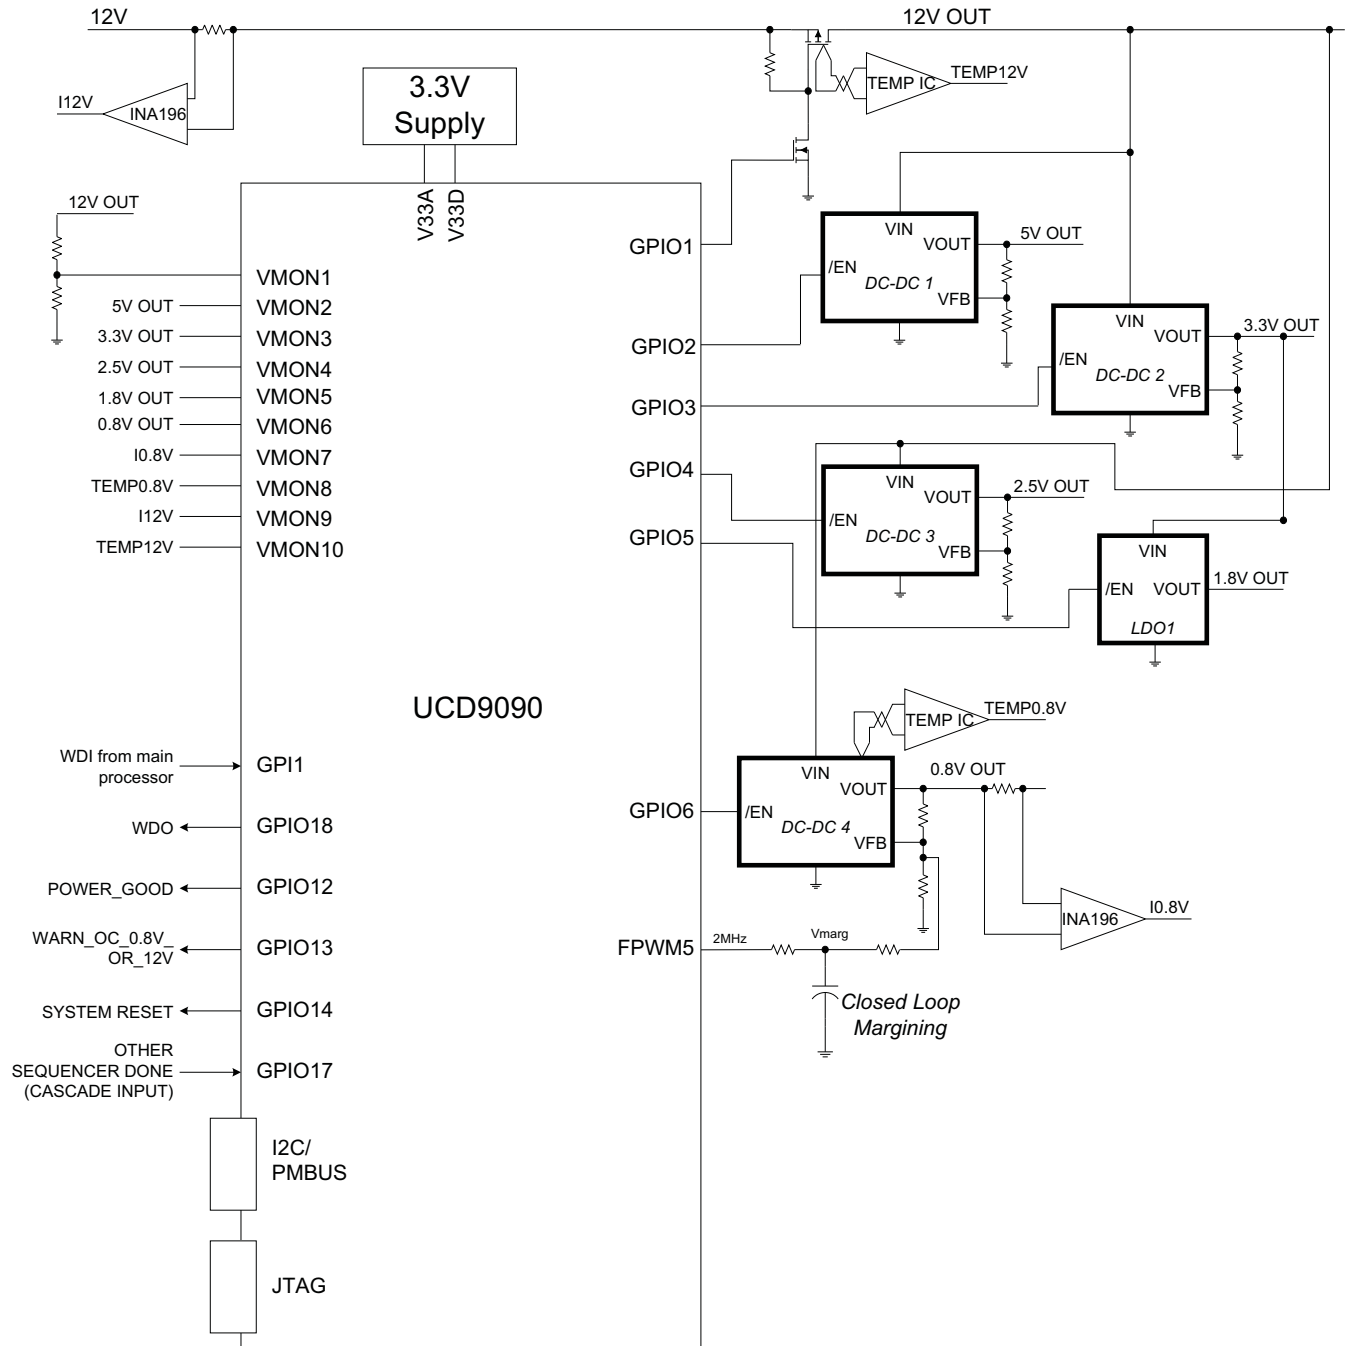 12V
12V OUT
TEMP IC
TEMP12V
3.3V
Supply
I12V
INA196
V33A
V33D
12V OUT
GPIO1
VMON1
5V OUT
VMON2
3.3V OUT
VMON3
2.5V OUT
VMON4
1.8V OUT
VMON5
0.8V OUT
VMON6
I0.8V
VMON7
TEMP0.8V
VMON8
I12V
VMON9
TEMP12V
VMON10
GPIO2
GPIO3
GPIO4
GPIO5
VIN
VOUT
5V OUT
/EN
DC-DC 1
VFB
VIN
VOUT
3.3V OUT
/EN
DC-DC 2
VFB
VIN
VOUT
2.5V OUT
/EN
DC-DC 3
VFB
VIN
/EN
VOUT
1.8V OUT
LDO1
UCD9090
TEMP IC
TEMP0.8V
WDI from main
processor
GPI1
WDO
GPIO18
POWER_GOOD
GPIO12
WARN_OC_0.8V_
OR_12V
GPIO13
SYSTEM RESET
GPIO14
OTHER
SEQUENCER DONE
(CASCADE INPUT)
GPIO17
GPIO6
VIN
VOUT
0.8V OUT
/EN
DC-DC 4
VFB
INA196
I0.8V
FPWM5
2MHz
Vmarg
Closed Loop
Margining
I2C/
PMBUS
JTAG